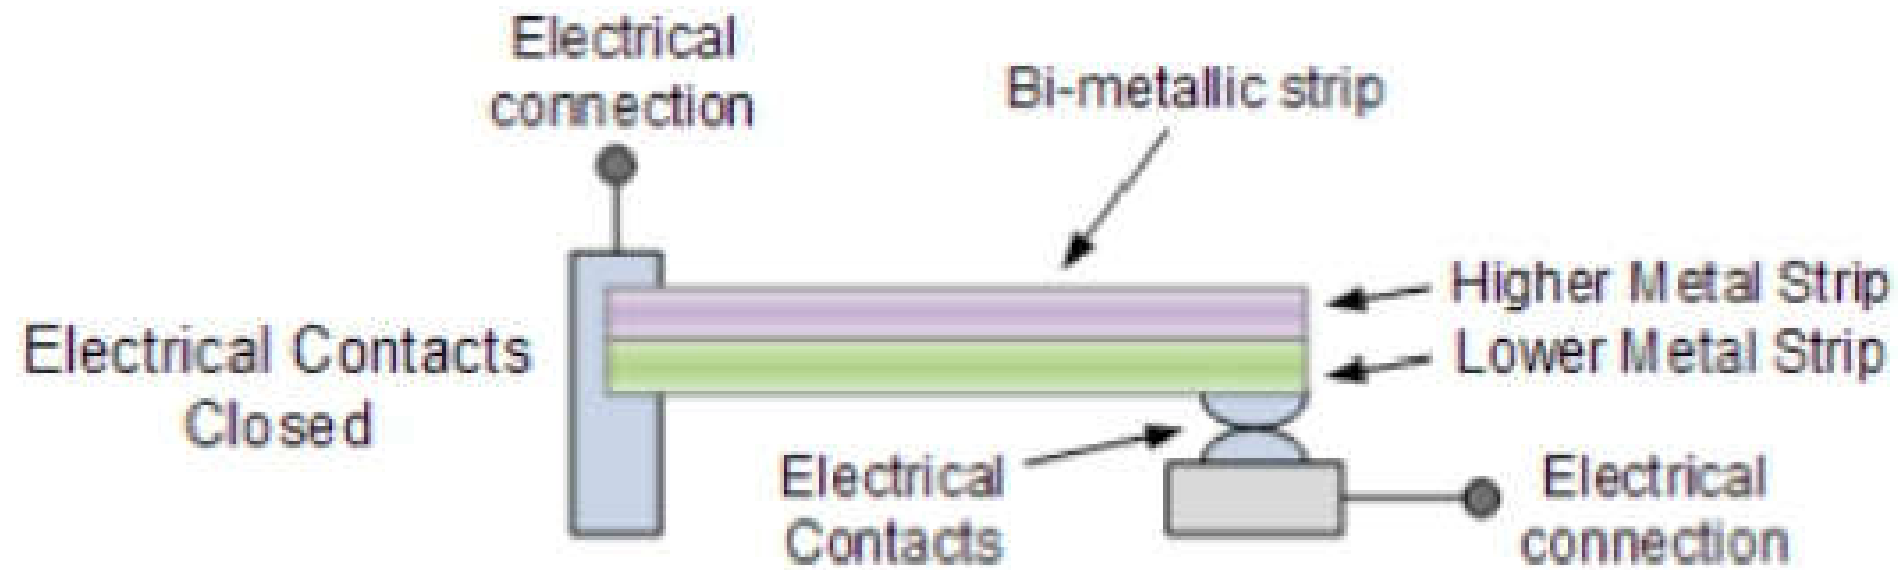 Electrical
connection
Bi-metallic strip
Higher Metal Strip
Lower Metal Strip
Electrical Contacts
Closed
Electrical
Contacts
Electrical
connection